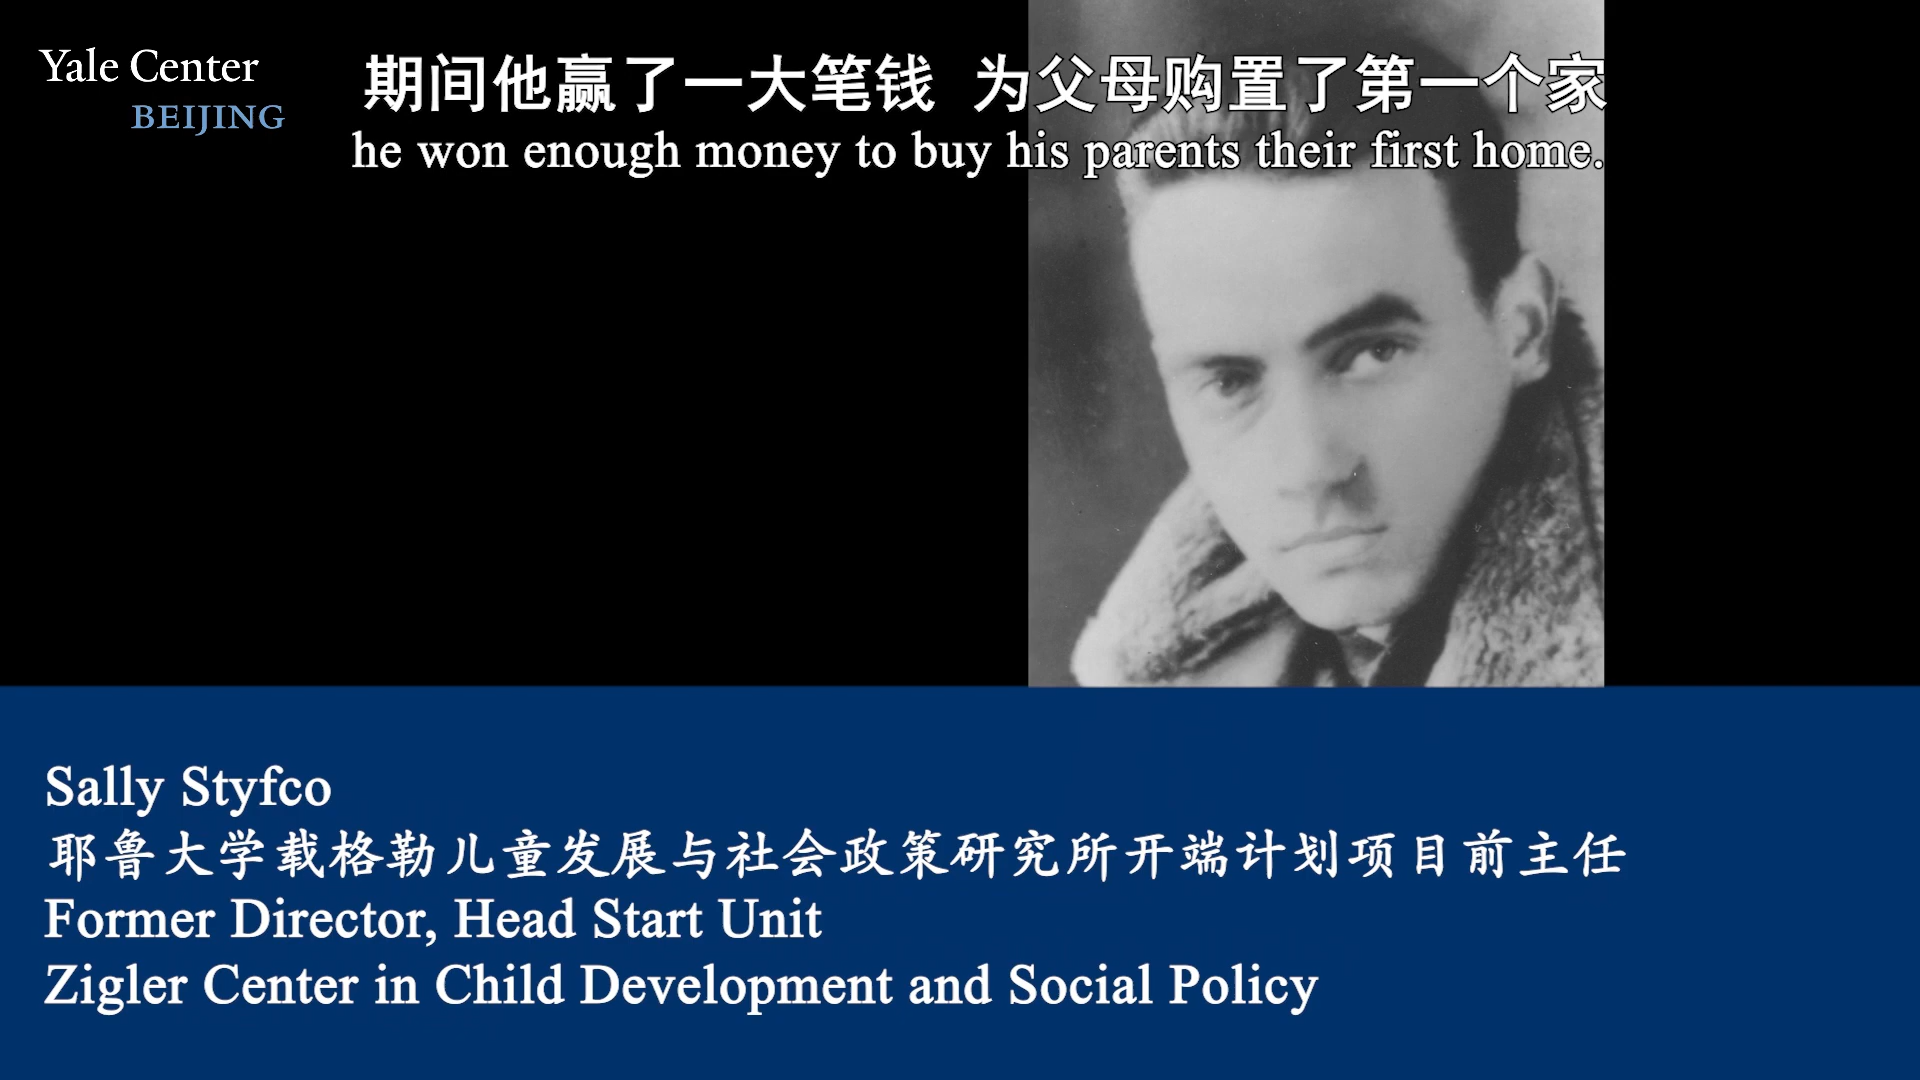 Yale Center
BEIJING
期间他赢了一大笔钱 为父母购置了第一个家
he won enough money to buy his parents their first home.
Sally Styfco
耶鲁大学载格勒儿童发展与社会政策研究所开端计划项目前主任
Former Director, Head Start Unit
Zigler Center in Child Development and Social Policy